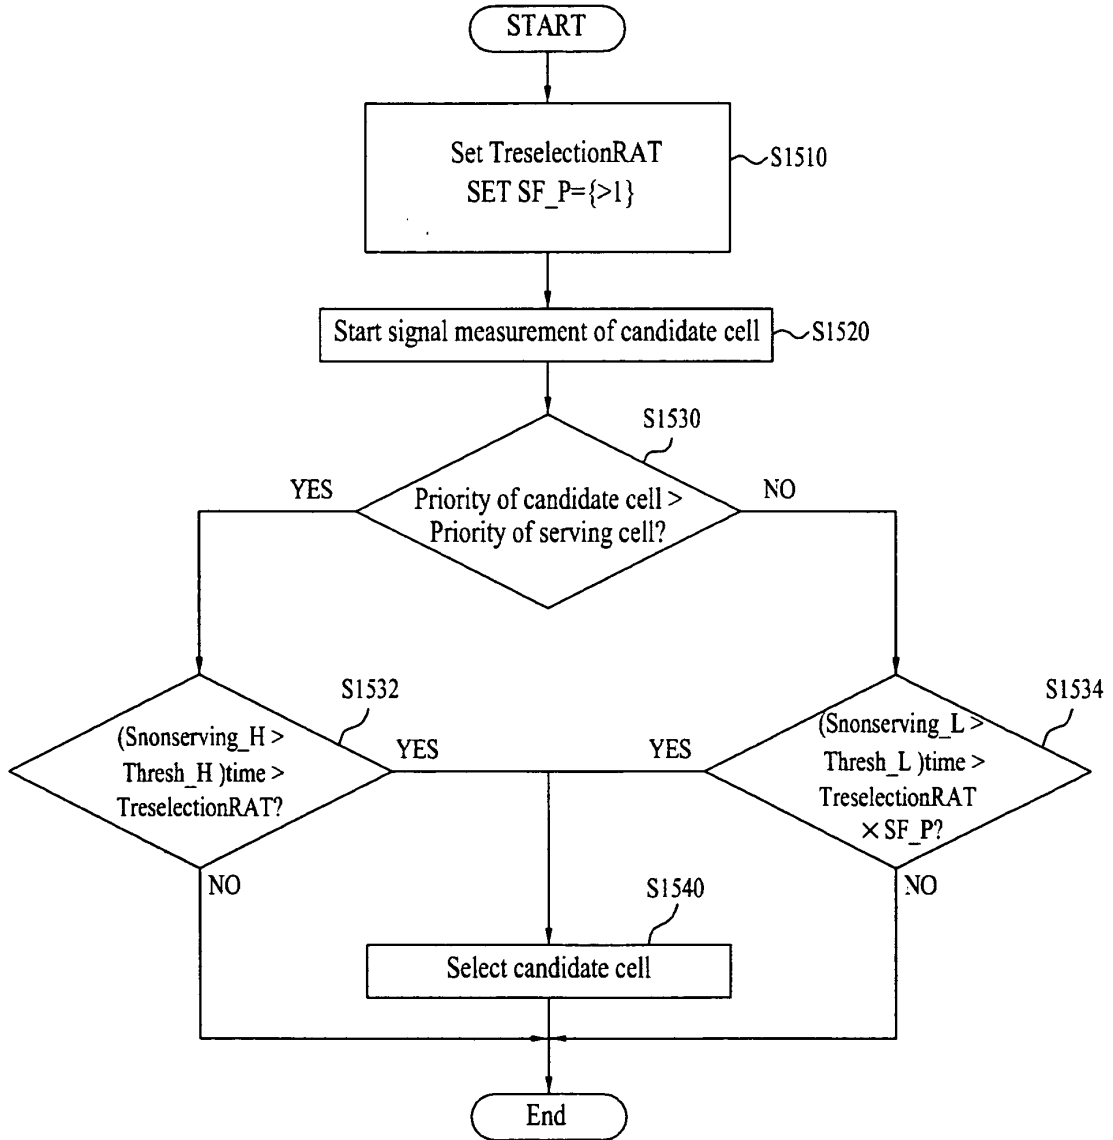 START
Set TreselectionRAT
SET SF_P={>1}
S1510
Start signal measurement of candidate cell
S1520
S1530
YES
Priority of candidate cell >
Priority of serving cell?
NO
S1532
(Snonserving_H >
Thresh_H )time >
TreselectionRAT?
YES
NO
S1534
YES
(Snonserving_L >
Thresh_L )time >
TreselectionRAT
× SF_P?
NO
S1540
Select candidate cell
End